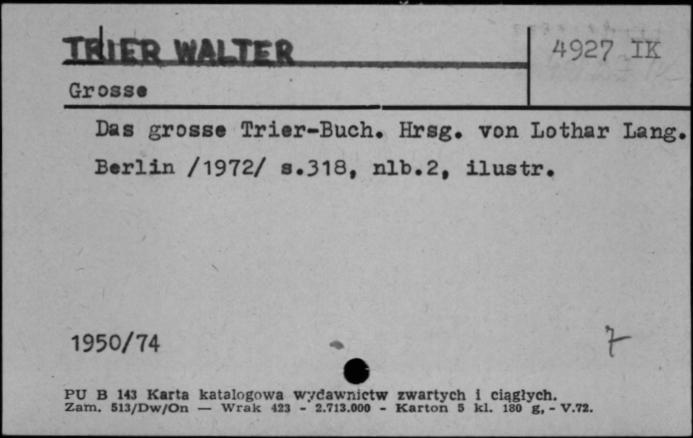 TRIER WALTER
4927 IK
Grosse
Das grosse Trier-Buch. Hrsg. von Lothar Lang.
Berlin /1972/ s.318, nlb.2, ilustr.
1950/74
7
PU B 143 Karta katalogowa wydawnictw zwartych i ciągłych.
Zam. 513/Dw/On — Wrak 423 - 2.713.000 - Karton 5 kl. 180 g, - V.72.